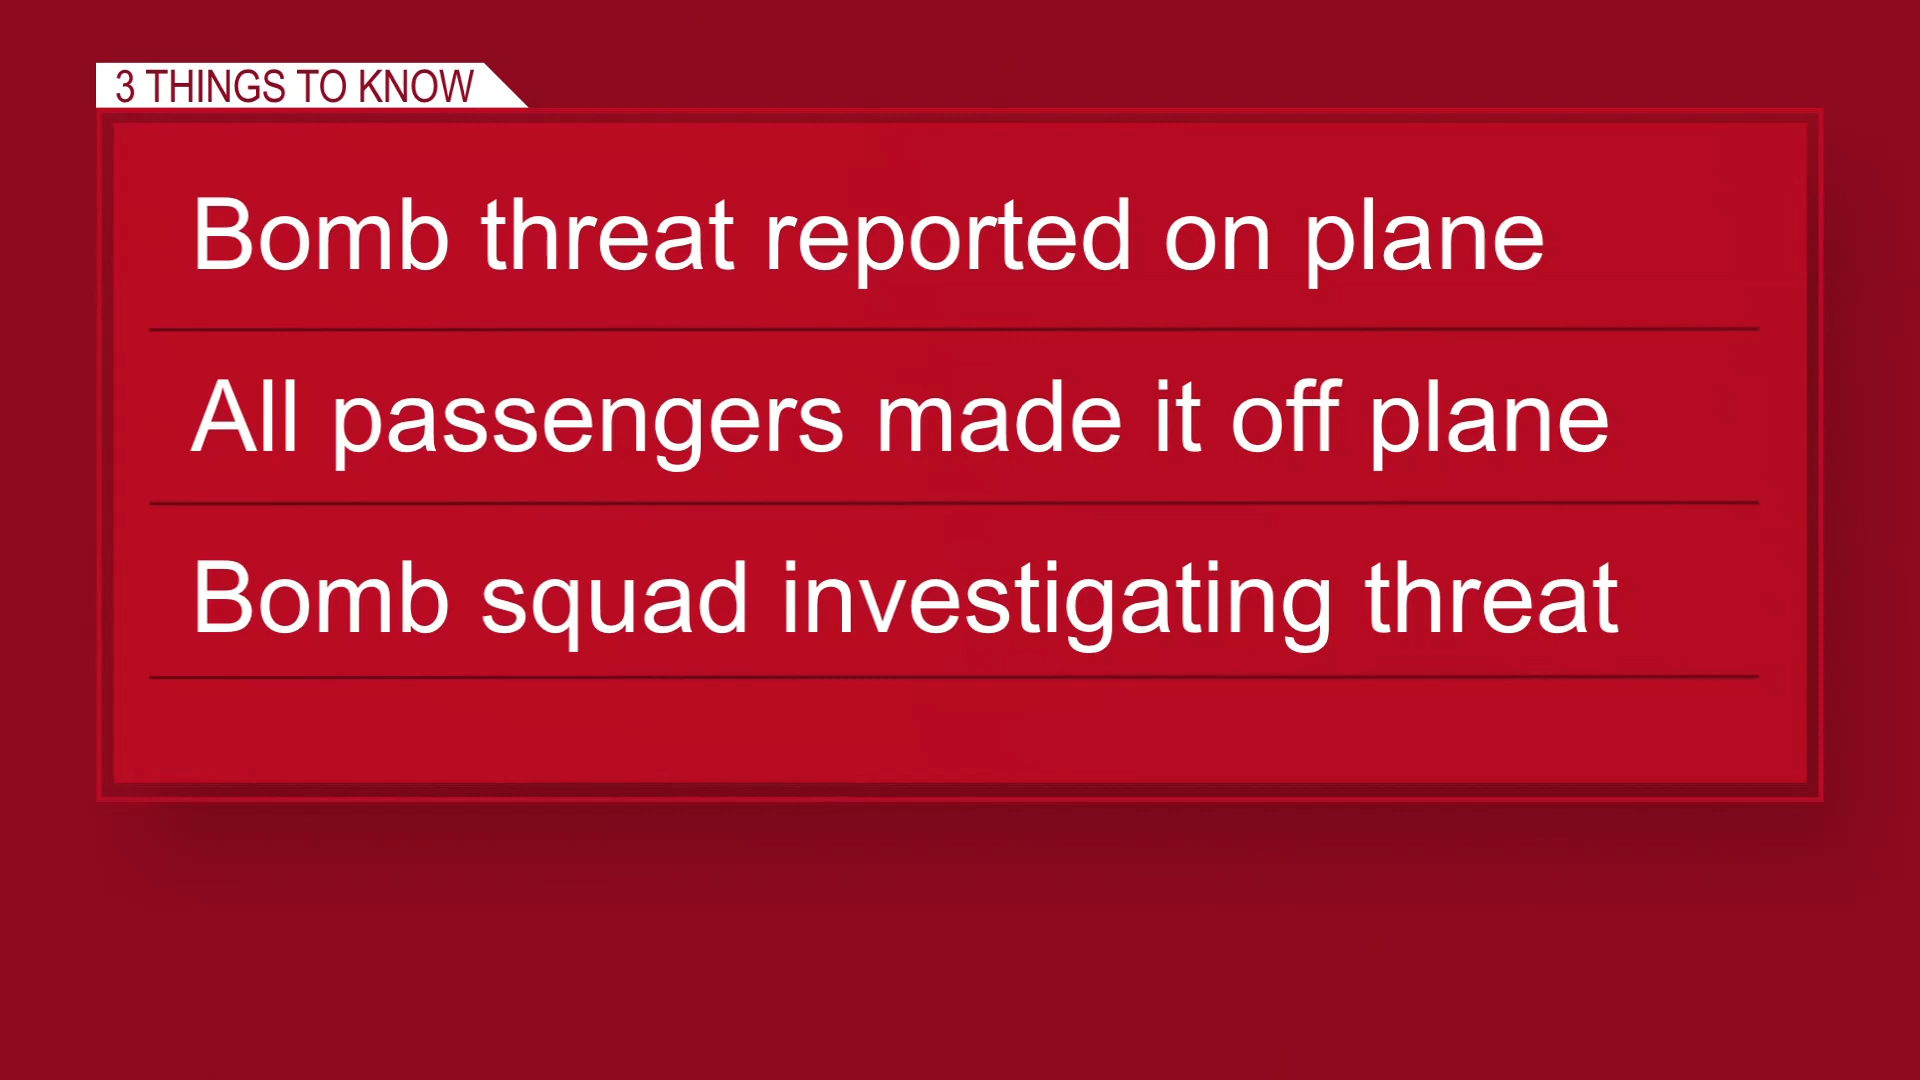 3 THINGS TO KNOW
Bomb threat reported on plane
All passengers made it off plane
Bomb squad investigating threat